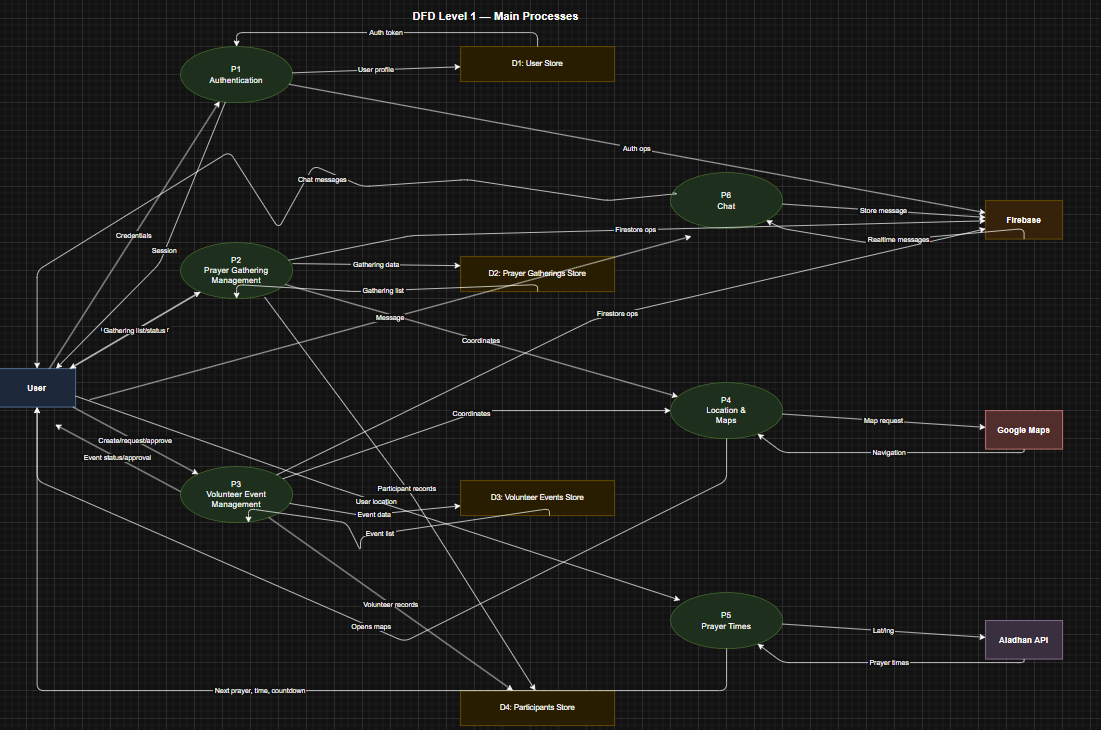 DFD Level 1 — Main Processes
Auth token
P1
Authentication
User profile
D1: User Store
Auth ops
Chat messages
P6
Chat
Store message
Firebase
Realtime messages
Credentials
Session
Firestore ops
P2
Prayer Gathering
Management
Gathering data
D2: Prayer Gatherings Store
Gathering list
Gathering list/status
Message
Firestore ops
Coordinates
User
P4
Location &
Maps
Coordinates
Map request
Google Maps
Navigation
Create/request/approve
Event status/approval
P3
Volunteer Event
Management
Participant records
User location
Event data
D3: Volunteer Events Store
Event list
Volunteer records
Opens maps
P5
Prayer Times
Lat/lng
Aladhan API
Prayer times
Next prayer, time, countdown
D4: Participants Store